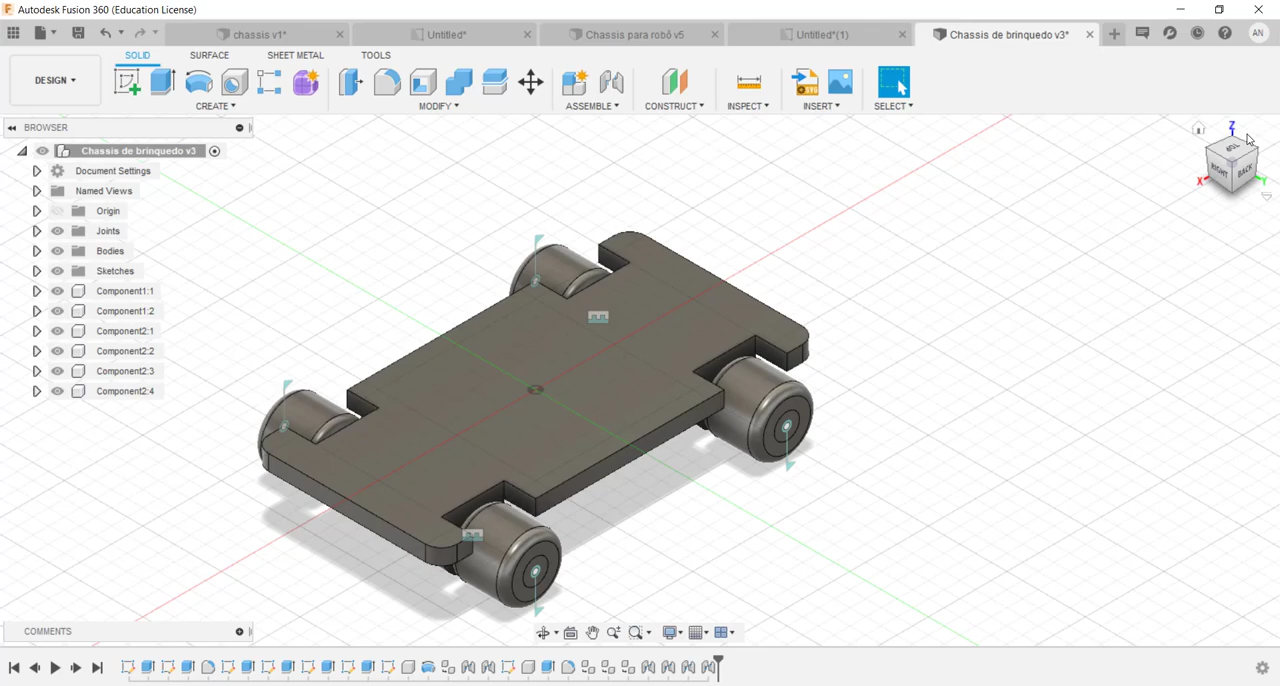 Autodesk Fusion 360 (Education License)
chassis v1*
Untitled*
Chassis para robô v5
Untitled*(1)
Chassis de brinquedo v3*
AN
SOLID
SURFACE
SHEET METAL
TOOLS
DESIGN
CREATE
MODIFY
ASSEMBLE
CONSTRUCT
INSPECT
INSERT
SELECT
BROWSER
Chassis de brinquedo v3
Document Settings
Named Views
Origin
Joints
Bodies
Sketches
Component1:1
Component1:2
Component2:1
Component2:2
Component2:3
Component2:4
Z
TOP
RIGHT
BACK
X
Y
COMMENTS